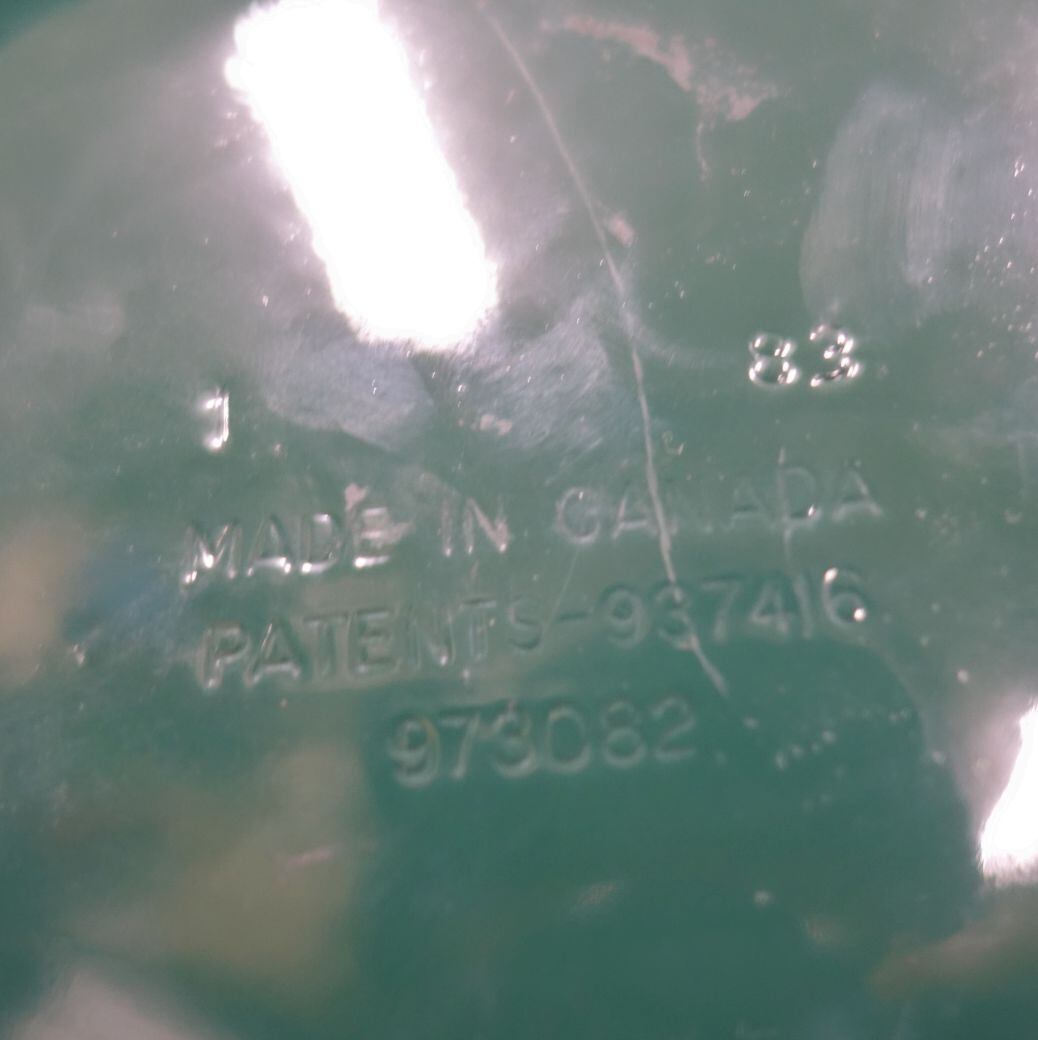 83
1
MADE IN CANADA
PATENTS-937416
973082